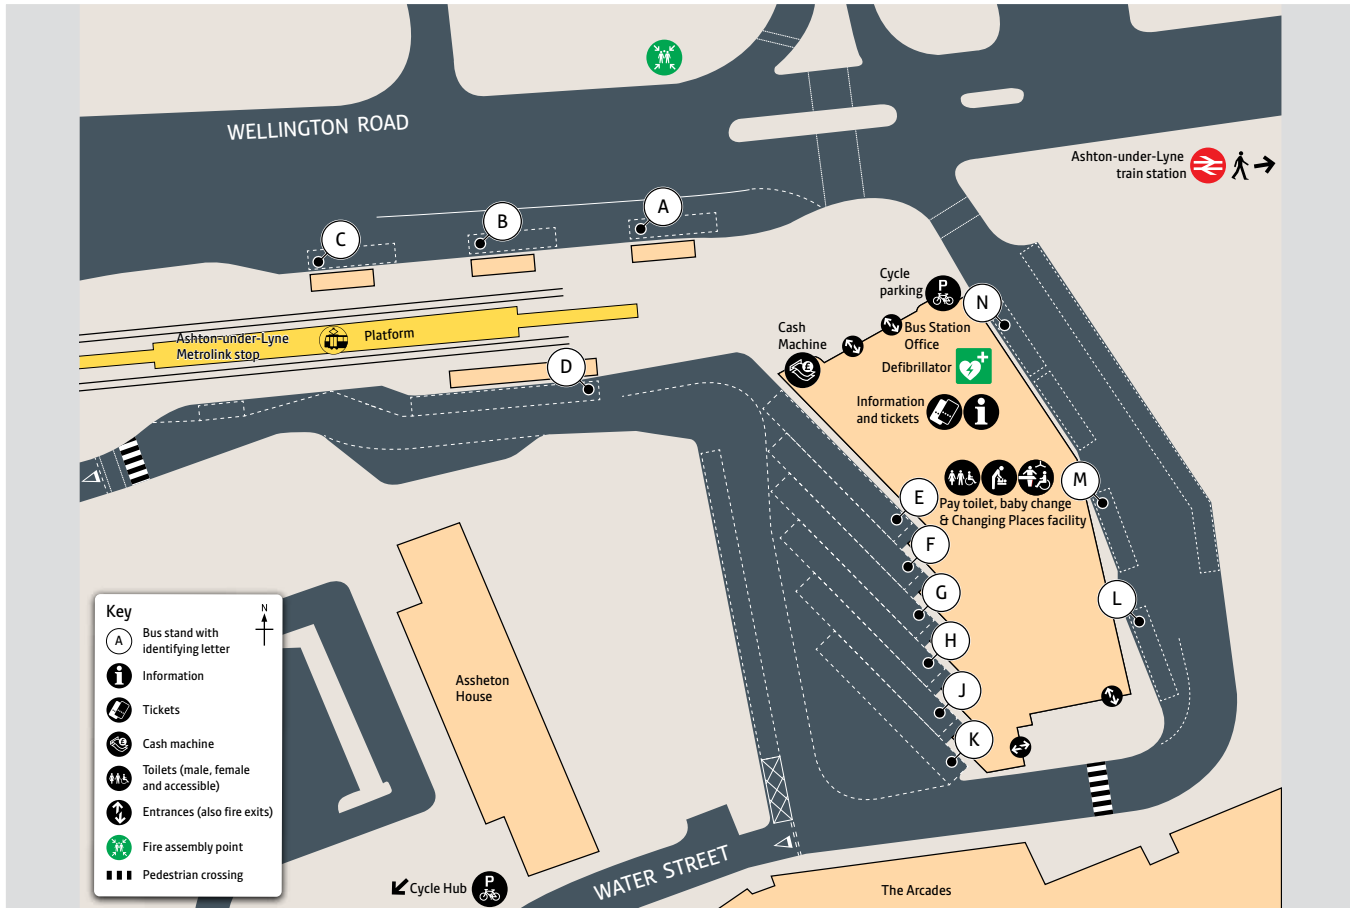 WELLINGTON ROAD
Ashton-under-Lyne
train station
A
B
C
Cycle
parking
P
N
Cash
Machine
£
Bus Station
Office
Defibrillator
Ashton-under-Lyne
Metrolink stop
Platform
D
Information
and tickets
i
M
Pay toilet, baby change
& Changing Places facility
E
F
G
H
J
K
L
Assheton
House
Key
N
A
Bus stand with
identifying letter
i
Information
Tickets
£
Cash machine
Toilets (male, female
and accessible)
Entrances (also fire exits)
Fire assembly point
Pedestrian crossing
Cycle Hub
P
WATER STREET
The Arcades